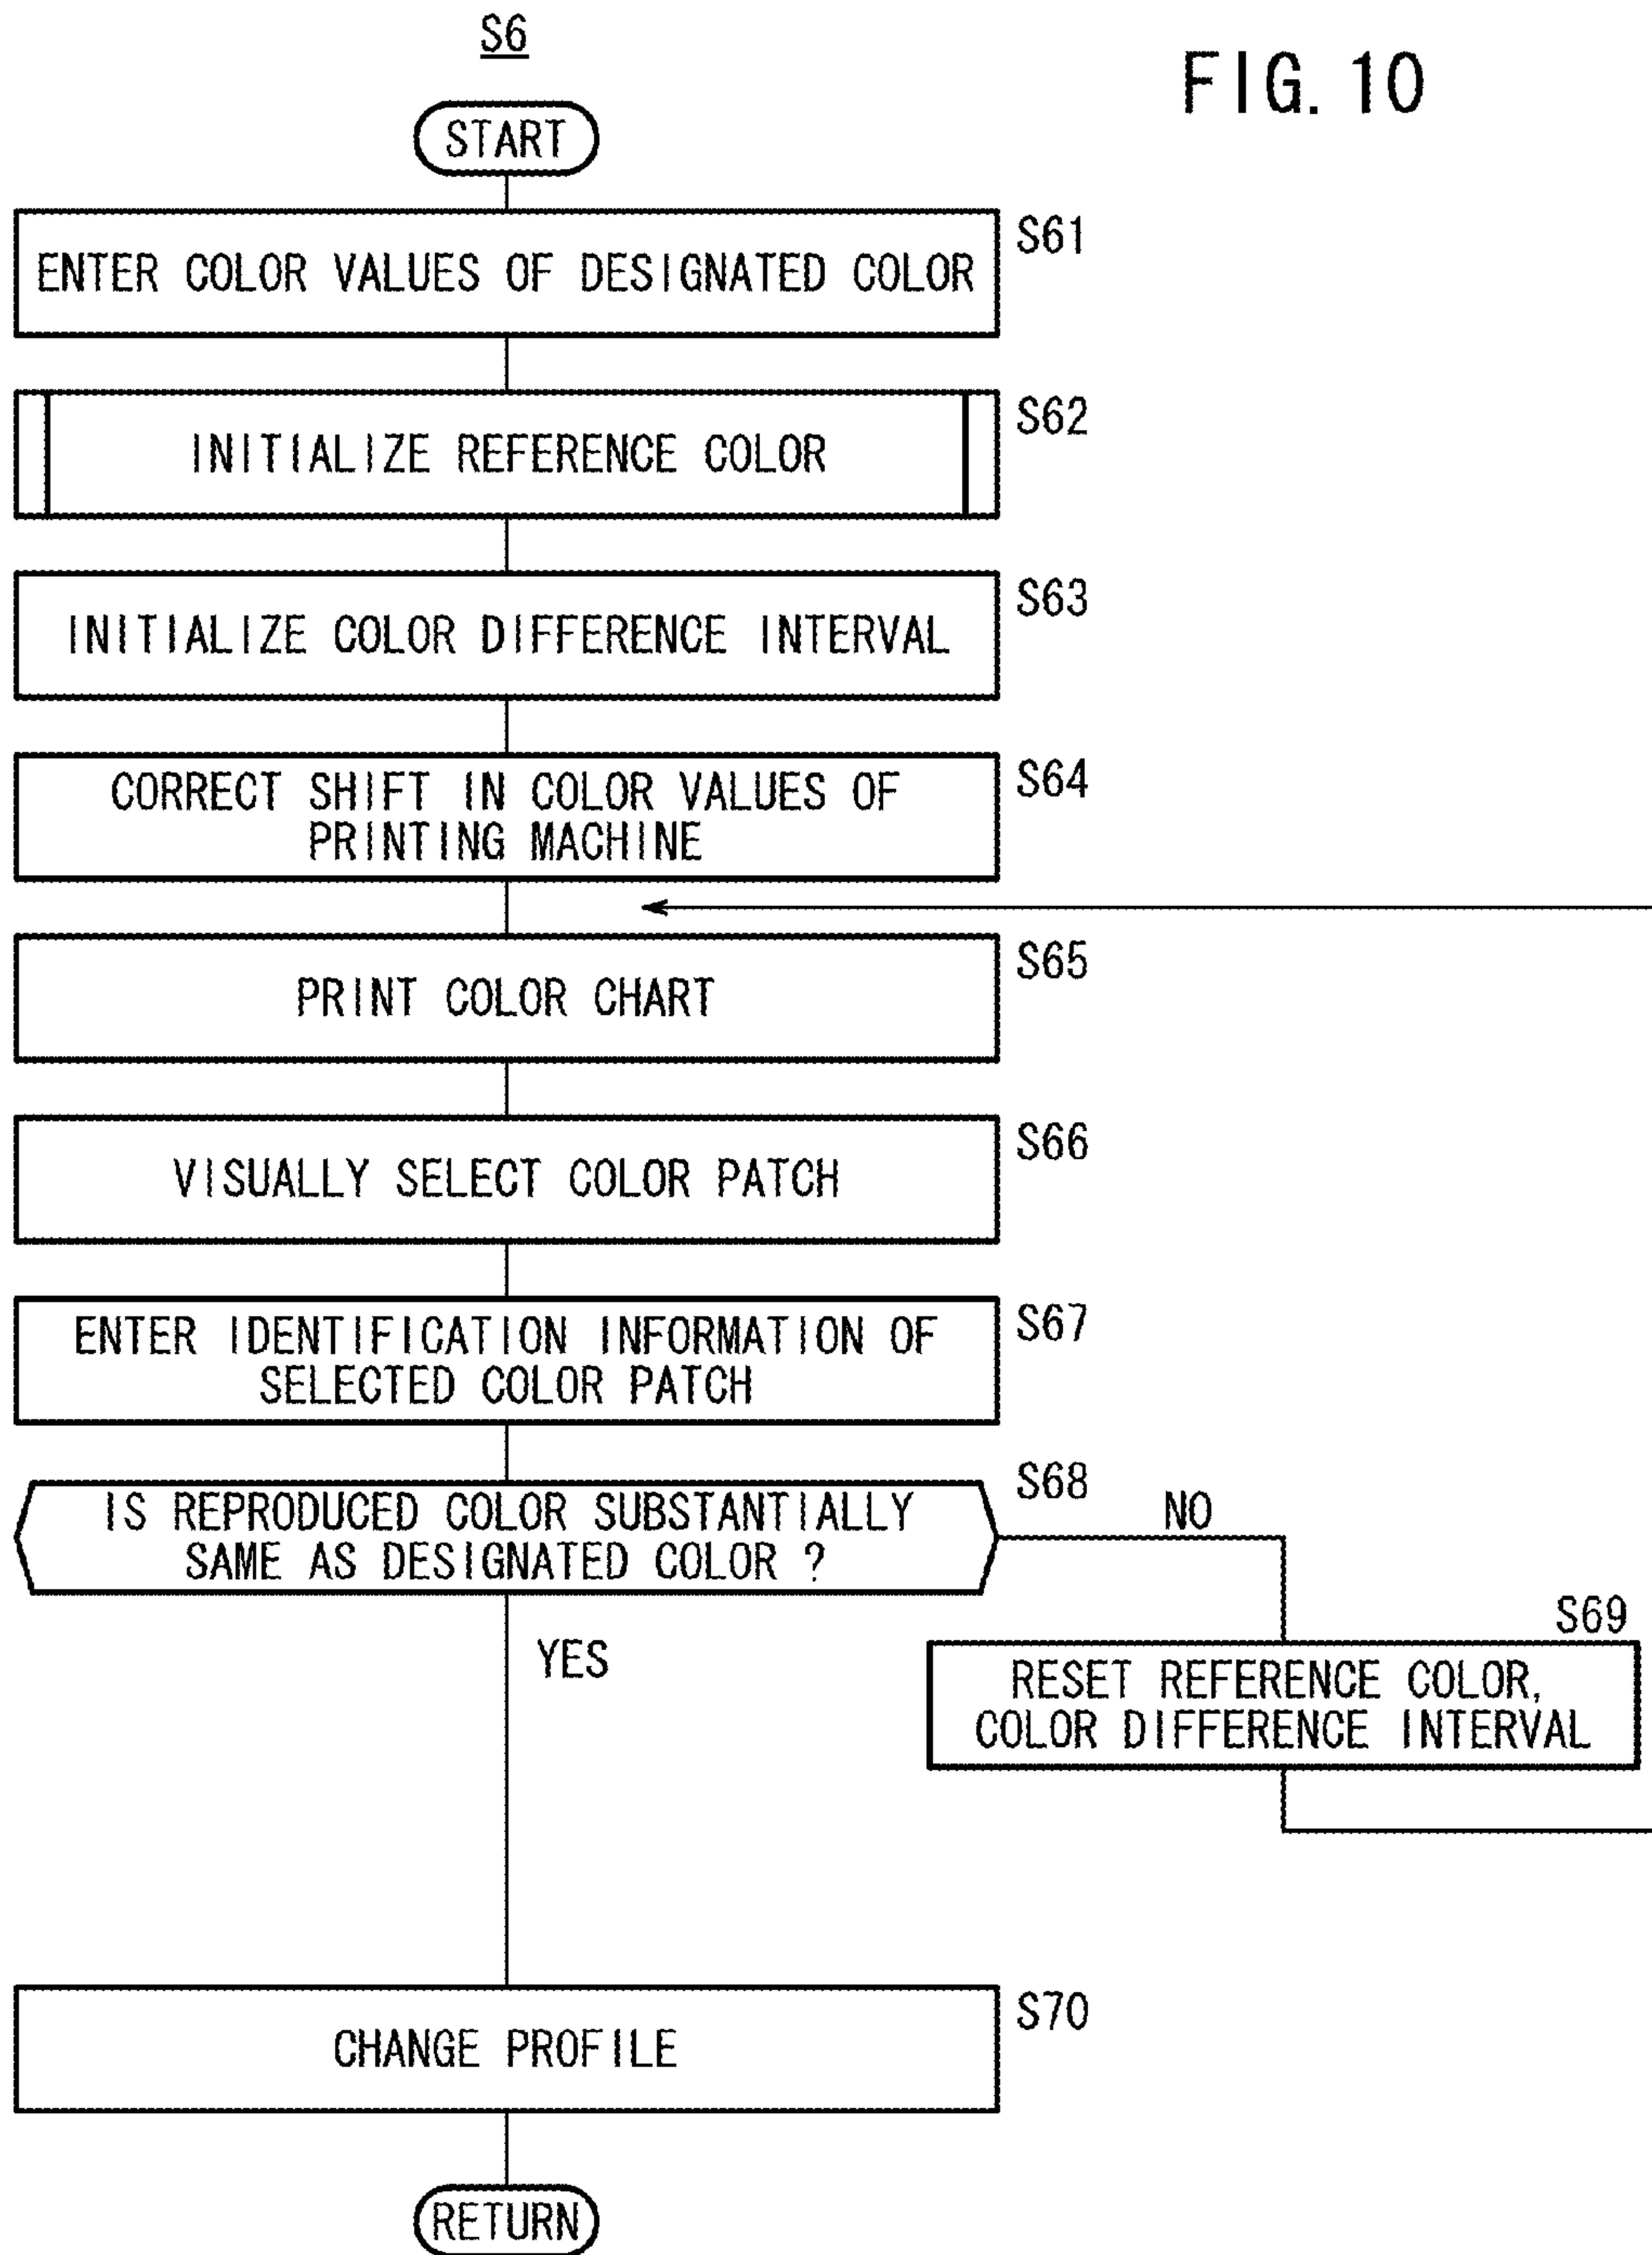 S6
FIG. 10
START
S61
ENTER COLOR VALUES OF DESIGNATED COLOR
S62
INITIALIZE REFERENCE COLOR
S63
INITIALIZE COLOR DIFFERENCE INTERVAL
S64
CORRECT SHIFT IN COLOR VALUES OF
PRINTING MACHINE
S65
PRINT COLOR CHART
S66
VISUALLY SELECT COLOR PATCH
S67
ENTER IDENTIFICATION INFORMATION OF
SELECTED COLOR PATCH
S68
IS REPRODUCED COLOR SUBSTANTIALLY
SAME AS DESIGNATED COLOR ?
NO
YES
S69
RESET REFERENCE COLOR,
COLOR DIFFERENCE INTERVAL
S70
CHANGE PROFILE
RETURN